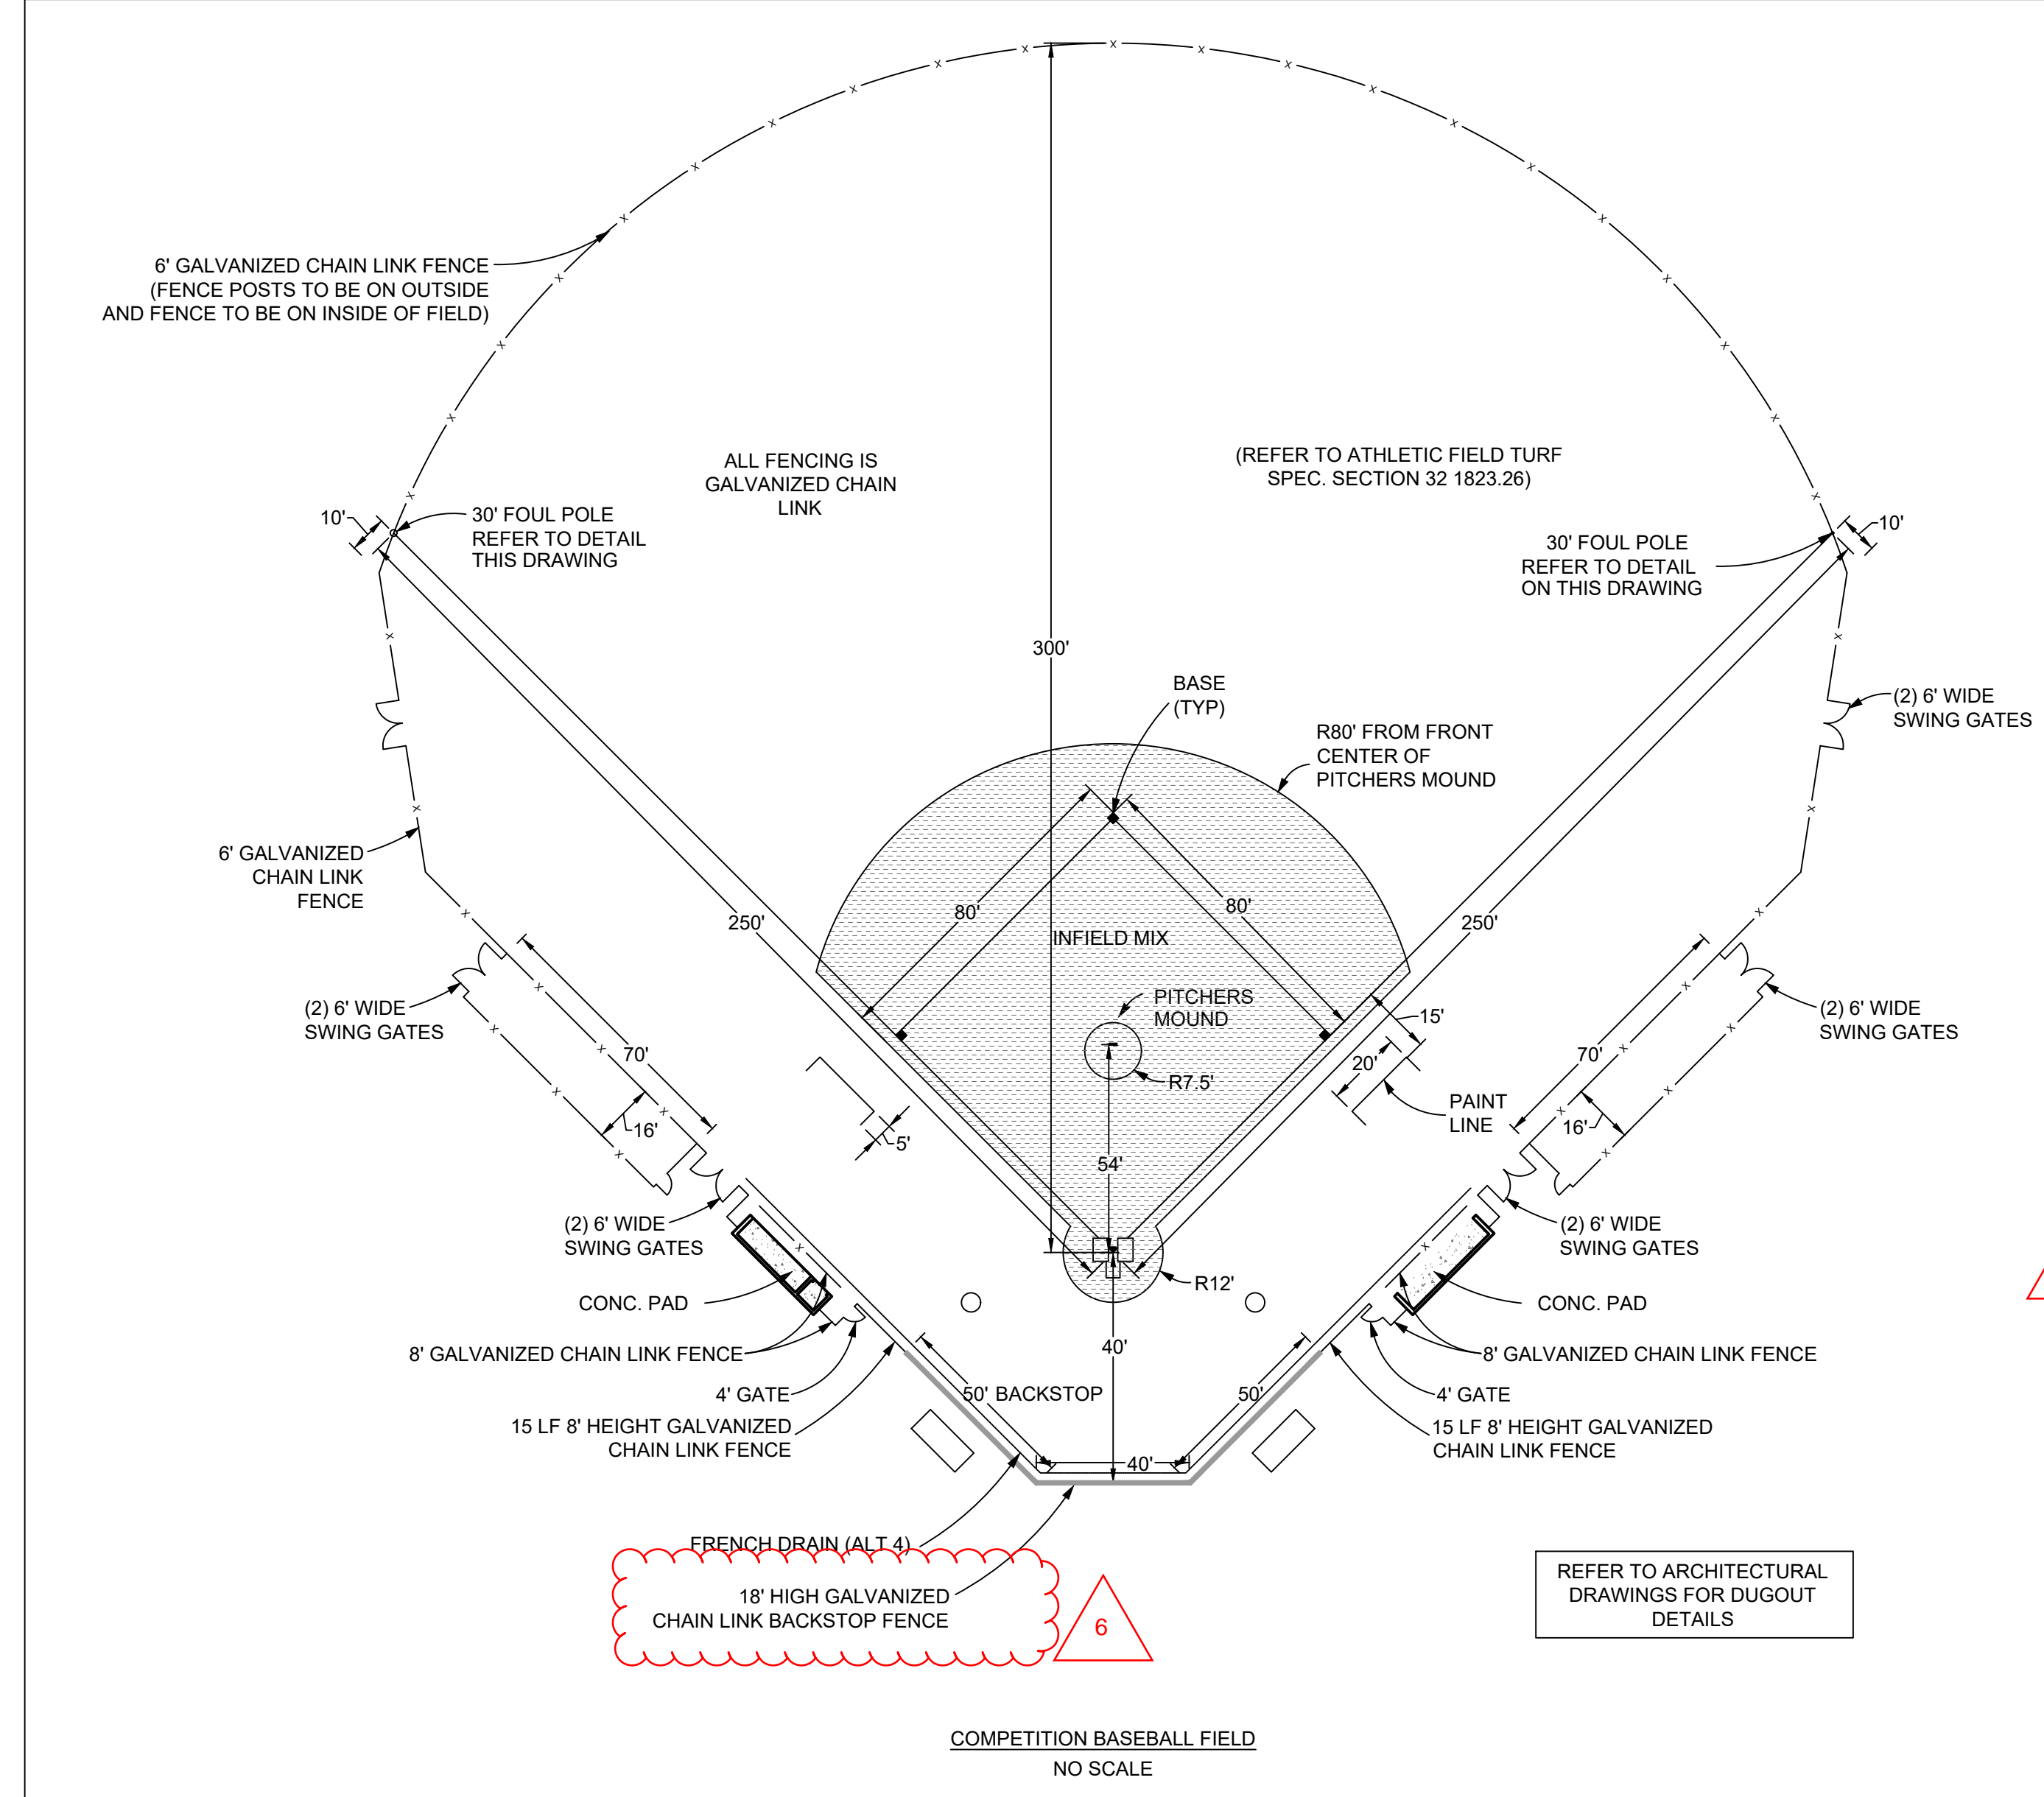 6' GALVANIZED CHAIN LINK FENCE
(FENCE POSTS TO BE ON OUTSIDE
AND FENCE TO BE ON INSIDE OF FIELD)
ALL FENCING IS
GALVANIZED CHAIN
LINK
(REFER TO ATHLETIC FIELD TURF
SPEC. SECTION 32 1823.26)
10'
30' FOUL POLE
REFER TO DETAIL
THIS DRAWING
30' FOUL POLE
REFER TO DETAIL
ON THIS DRAWING
10'
300'
BASE
(TYP)
R80' FROM FRONT
CENTER OF
PITCHERS MOUND
(2) 6' WIDE
SWING GATES
6' GALVANIZED
CHAIN LINK
FENCE
250'
80'
80'
250'
INFIELD MIX
(2) 6' WIDE
SWING GATES
70'
PITCHERS
MOUND
15'
20'
70'
(2) 6' WIDE
SWING GATES
R7.5'
PAINT
LINE
16'
5'
16'
54'
(2) 6' WIDE
SWING GATES
(2) 6' WIDE
SWING GATES
R12'
CONC. PAD
CONC. PAD
40'
8' GALVANIZED CHAIN LINK FENCE
8' GALVANIZED CHAIN LINK FENCE
4' GATE
50' BACKSTOP
50'
4' GATE
15 LF 8' HEIGHT GALVANIZED
CHAIN LINK FENCE
15 LF 8' HEIGHT GALVANIZED
CHAIN LINK FENCE
40'
FRENCH DRAIN (ALT 4)
18' HIGH GALVANIZED
CHAIN LINK BACKSTOP FENCE
6
REFER TO ARCHITECTURAL
DRAWINGS FOR DUGOUT
DETAILS
COMPETITION BASEBALL FIELD
NO SCALE